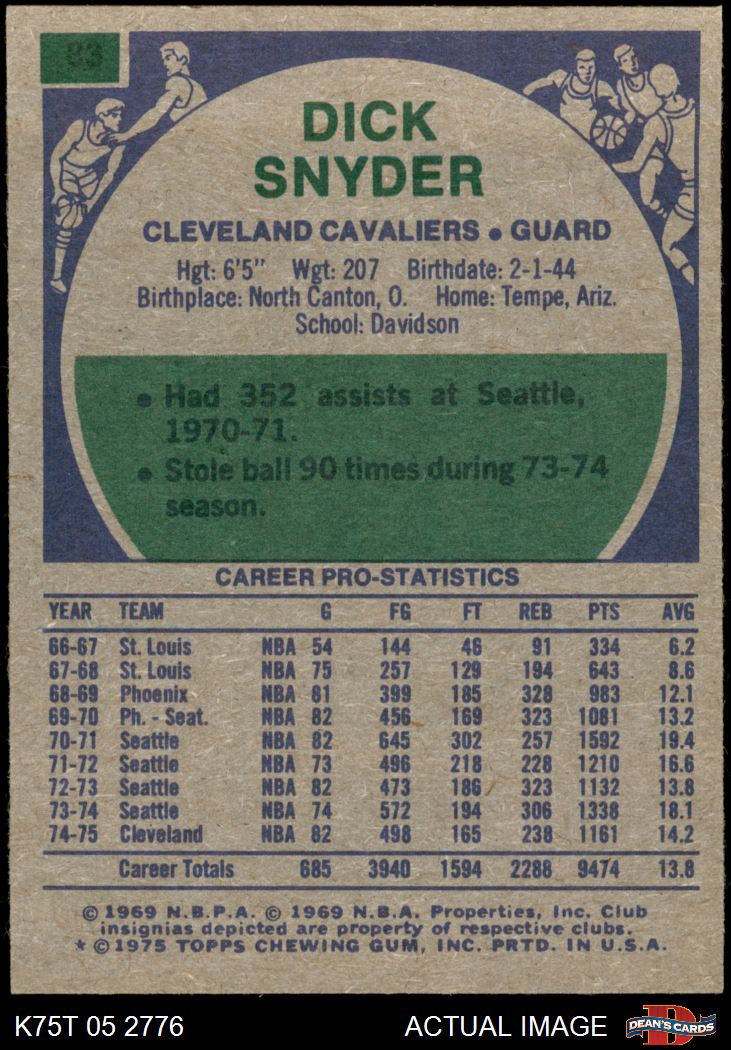 83
DICK
SNYDER
CLEVELAND CAVALIERS • GUARD
Hgt: 6'5" Wgt: 207 Birthdate: 2-1-44
Birthplace: North Canton, O. Home: Tempe, Ariz.
School: Davidson
• Had 352 assists at Seattle,
1970-71.
• Stole ball 90 times during 73-74
season.
CAREER PRO-STATISTICS
YEAR TEAM G FG FT REB PTS AVG
66-67 St. Louis NBA 54 144 46 91 334 6.2
67-68 St. Louis NBA 75 257 129 194 643 8.6
68-69 Phoenix NBA 81 399 185 328 983 12.1
69-70 Ph. - Seat. NBA 82 456 169 323 1081 13.2
70-71 Seattle NBA 82 645 302 257 1592 19.4
71-72 Seattle NBA 73 496 218 228 1210 16.6
72-73 Seattle NBA 82 473 186 323 1132 13.8
73-74 Seattle NBA 74 572 194 306 1338 18.1
74-75 Cleveland NBA 82 498 165 238 1161 14.2
Career Totals 685 3940 1594 2288 9474 13.8
© 1969 N.B.P.A. © 1969 N.B.A. Properties, Inc. Club
insignias depicted are property of respective clubs.
* © 1975 TOPPS CHEWING GUM, INC. PRTD. IN U.S.A.
K75T 05 2776 ACTUAL IMAGE D DEAN'S CARDS